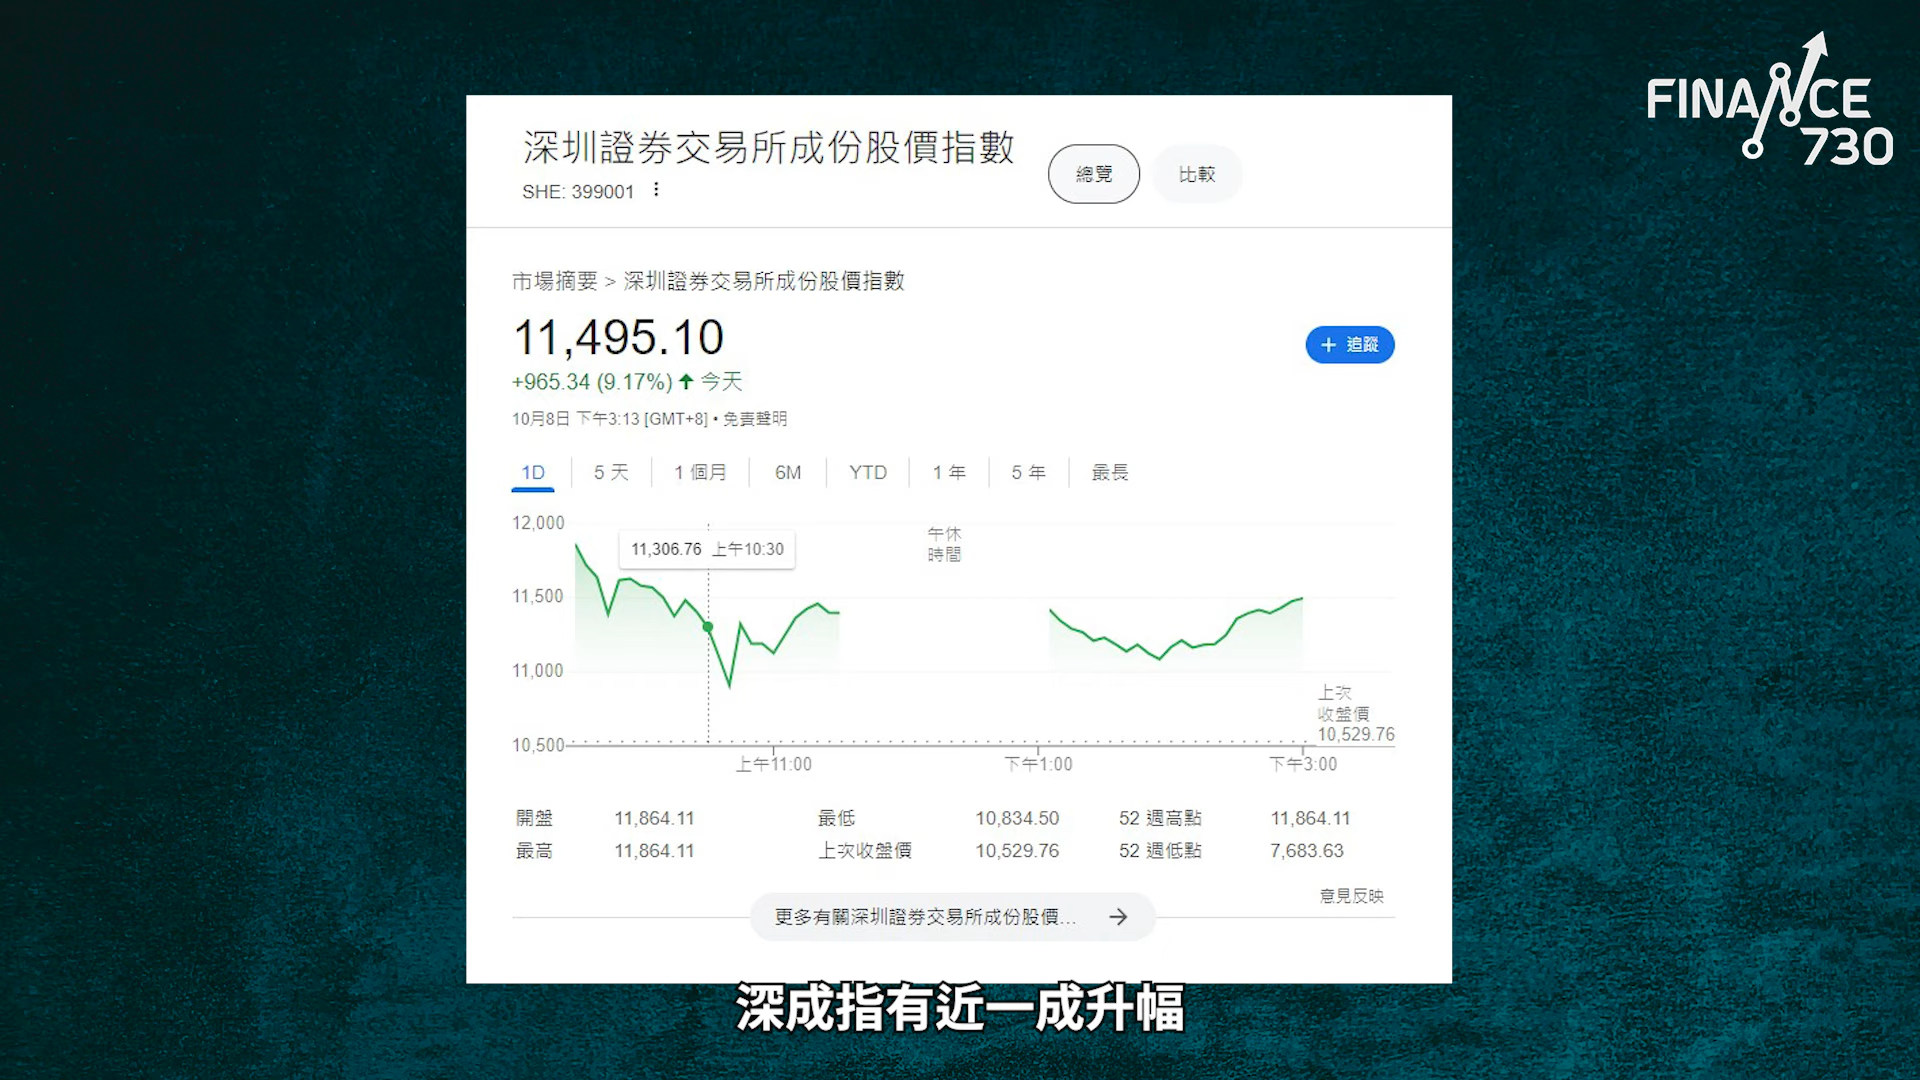 FINANCE
730
深圳證券交易所成份股價指數
SHE: 399001
總覽
比較
市場摘要 > 深圳證券交易所成份股價指數
11,495.10
+965.34 (9.17%) 今天
10月8日 下午3:13 [GMT+8] • 免責聲明
+ 追蹤
1D 5 天 1 個月 6M YTD 1 年 5 年 最長
12,000
11,500
11,000
10,500
11,306.76 上午10:30
午休
時間
上次
收盤價
10,529.76
上午11:00 下午1:00 下午3:00
開盤 11,864.11 最低 10,834.50 52 週高點 11,864.11
最高 11,864.11 上次收盤價 10,529.76 52 週低點 7,683.63
意見反映
更多有關深圳證券交易所成份股價...
深成指有近一成升幅